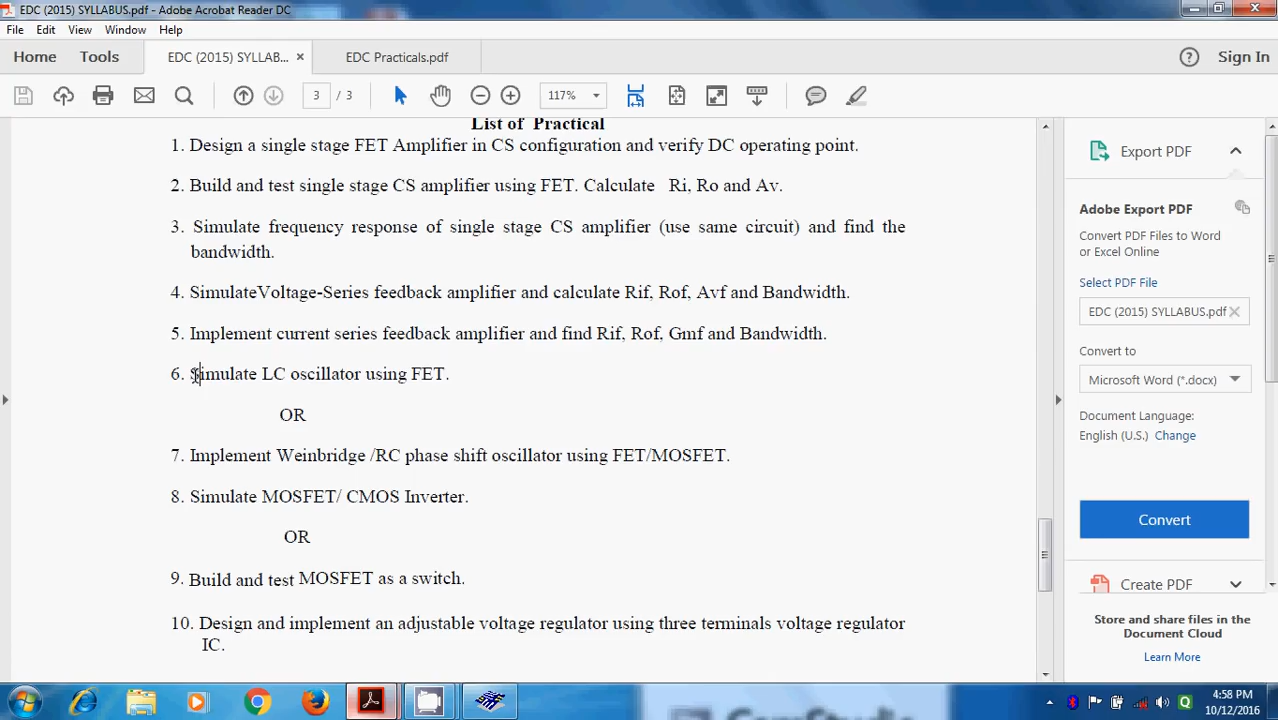 EDC (2015) SYLLABUS.pdf - Adobe Acrobat Reader DC
File Edit View Window Help
Home Tools EDC (2015) SYLLAB... × EDC Practicals.pdf Sign In
3 / 3 117%
List of Practical
1. Design a single stage FET Amplifier in CS configuration and verify DC operating point.
2. Build and test single stage CS amplifier using FET. Calculate Ri, Ro and Av.
3. Simulate frequency response of single stage CS amplifier (use same circuit) and find the
bandwidth.
4. SimulateVoltage-Series feedback amplifier and calculate Rif, Rof, Avf and Bandwidth.
5. Implement current series feedback amplifier and find Rif, Rof, Gmf and Bandwidth.
6. Simulate LC oscillator using FET.
OR
7. Implement Weinbridge /RC phase shift oscillator using FET/MOSFET.
8. Simulate MOSFET/ CMOS Inverter.
OR
9. Build and test MOSFET as a switch.
10. Design and implement an adjustable voltage regulator using three terminals voltage regulator
IC.
Export PDF
Adobe Export PDF
Convert PDF Files to Word
or Excel Online
Select PDF File
EDC (2015) SYLLABUS.pdf
Convert to
Microsoft Word (*.docx)
Document Language:
English (U.S.) Change
Convert
Create PDF
Store and share files in the
Document Cloud
Learn More
4:58 PM
10/12/2016